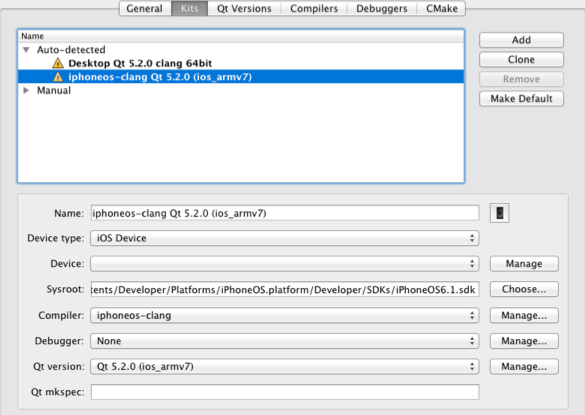 General Kits Qt Versions Compilers Debuggers CMake
Name
Auto-detected
Desktop Qt 5.2.0 clang 64bit
iphoneos-clang Qt 5.2.0 (ios_armv7)
Manual
Add
Clone
Remove
Make Default
Name: iphoneos-clang Qt 5.2.0 (ios_armv7)
Device type: iOS Device
Device: Manage
Sysroot: ents/Developer/Platforms/iPhoneOS.platform/Developer/SDKs/iPhoneOS6.1.sdk Choose...
Compiler: iphoneos-clang Manage...
Debugger: None Manage...
Qt version: Qt 5.2.0 (ios_armv7) Manage...
Qt mkspec: